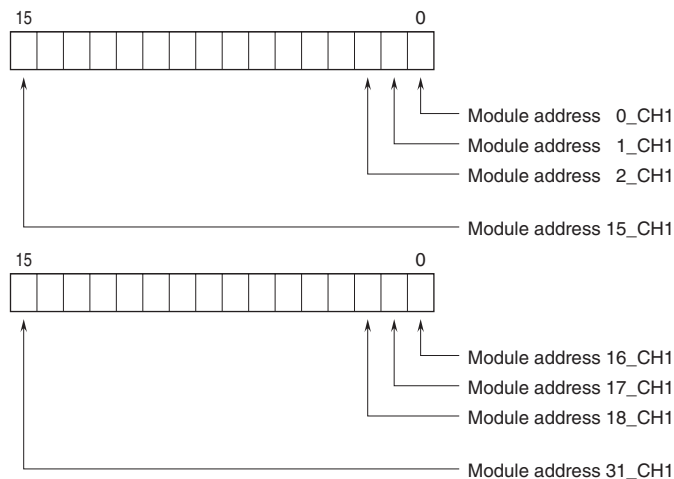 15 0
Module address 0_CH1
Module address 1_CH1
Module address 2_CH1
Module address 15_CH1
15 0
Module address 16_CH1
Module address 17_CH1
Module address 18_CH1
Module address 31_CH1